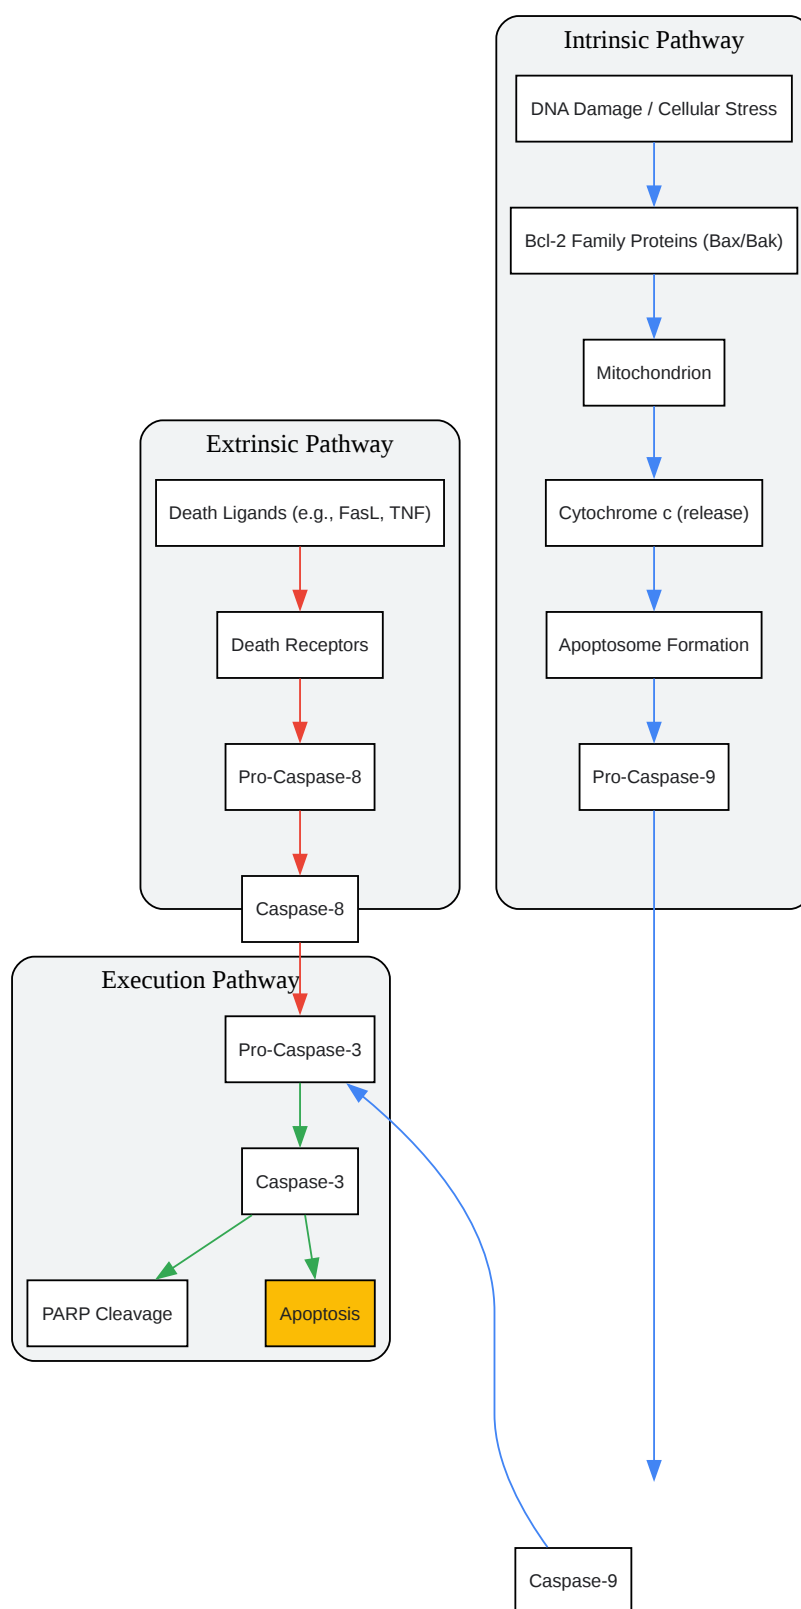 Intrinsic Pathway
DNA Damage / Cellular Stress
Bcl-2 Family Proteins (Bax/Bak)
Mitochondrion
Extrinsic Pathway
Death Ligands (e.g., FasL, TNF)
Cytochrome c (release)
Death Receptors
Apoptosome Formation
Pro-Caspase-8
Pro-Caspase-9
Caspase-8
Execution Pathway
Pro-Caspase-3
Caspase-3
PARP Cleavage
Apoptosis
Caspase-9